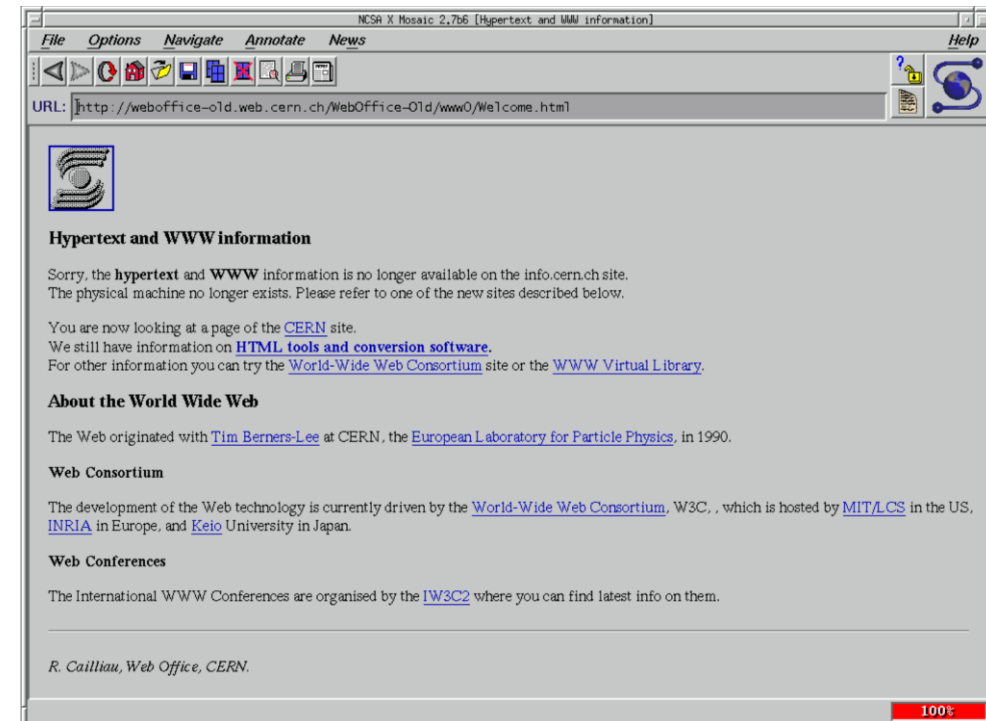 NCSA X Mosaic 2.7b6 [Hypertext and WWW information]
File Options Navigate Annotate News Help
URL: http://weboffice-old.web.cern.ch/WebOffice-Old/www0/Welcome.html
Hypertext and WWW information
Sorry, the hypertext and WWW information is no longer available on the info.cern.ch site.
The physical machine no longer exists. Please refer to one of the new sites described below.
You are now looking at a page of the CERN site.
We still have information on HTML tools and conversion software.
For other information you can try the World-Wide Web Consortium site or the WWW Virtual Library.
About the World Wide Web
The Web originated with Tim Berners-Lee at CERN, the European Laboratory for Particle Physics, in 1990.
Web Consortium
The development of the Web technology is currently driven by the World-Wide Web Consortium, W3C, , which is hosted by MIT/LCS in the US,
INRIA in Europe, and Keio University in Japan.
Web Conferences
The International WWW Conferences are organised by the IW3C2 where you can find latest info on them.
R. Cailliau, Web Office, CERN.
100%